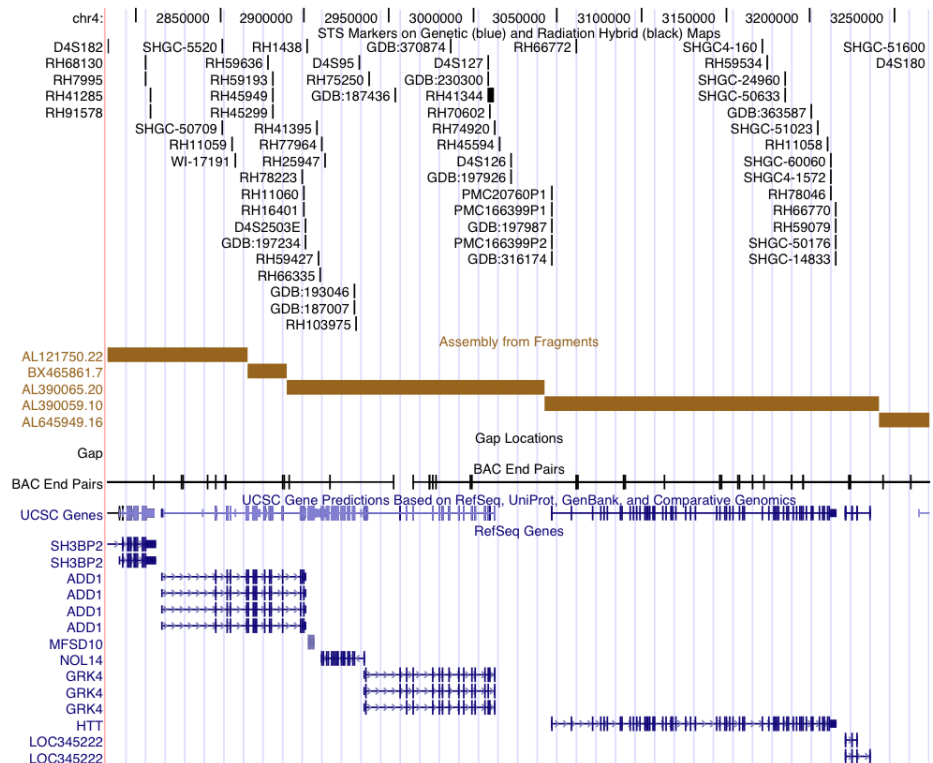 chr4: 2850000 2900000 2950000 3000000 3050000 3100000 3150000 3200000 3250000
STS Markers on Genetic (blue) and Radiation Hybrid (black) Maps
D4S182 SHGC-5520 RH1438 GDB:370874 RH66772 SHGC4-160 SHGC-51600
RH68130 RH59636 D4S95 D4S127 RH59534 D4S180
RH7995 RH59193 RH75250 GDB:230300 SHGC-24960
RH41285 RH45949 GDB:187436 RH41344 SHGC-50633
RH91578 RH45299 RH70602 GDB:363587
SHGC-50709 RH41395 RH74920 SHGC-51023
RH11059 RH77964 RH45594 RH11058
WI-17191 RH25947 D4S126 SHGC-60060
RH78223 GDB:197926 SHGC4-1572
RH11060 PMC20760P1 RH78046
RH16401 PMC166399P1 RH66770
D4S2503E GDB:197987 RH59079
GDB:197234 PMC166399P2 SHGC-50176
RH59427 GDB:316174 SHGC-14833
RH66335
GDB:193046
GDB:187007
RH103975
Assembly from Fragments
AL121750.22
BX465861.7
AL390065.20
AL390059.10
AL645949.16
Gap Locations
Gap
BAC End Pairs
BAC End Pairs
UCSC Gene Predictions Based on RefSeq, UniProt, GenBank, and Comparative Genomics
UCSC Genes
RefSeq Genes
SH3BP2
SH3BP2
ADD1
ADD1
ADD1
ADD1
MFSD10
NOL14
GRK4
GRK4
GRK4
HTT
LOC345222
LOC345222